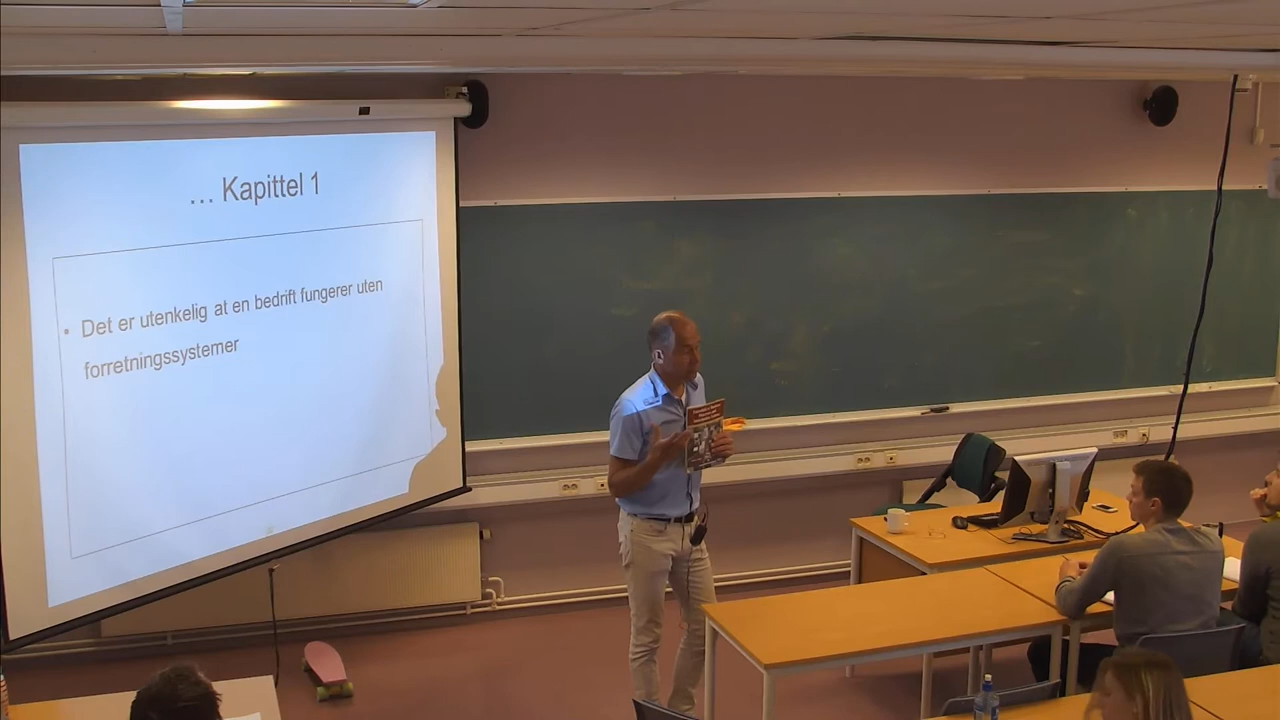 ... Kapittel 1
▪ Det er utenkelig at en bedrift fungerer uten
forretningssystemer